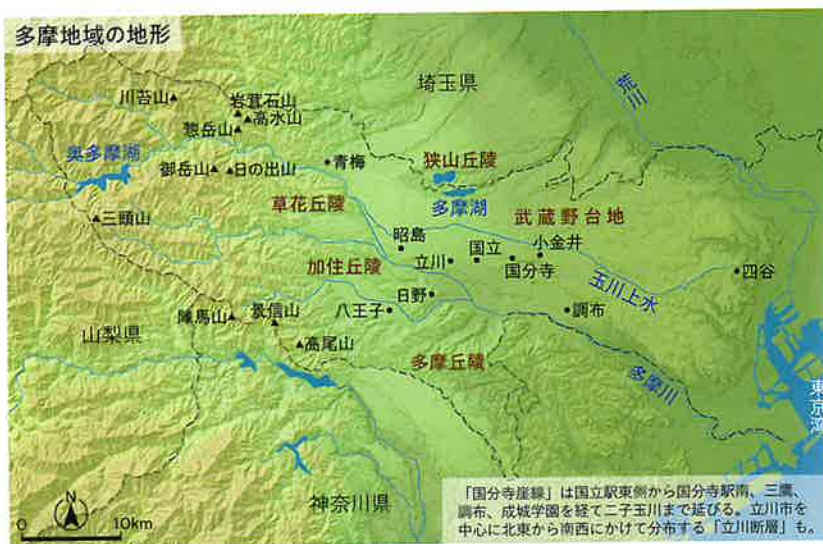 多摩地域の地形
埼玉県
荒川
川苔山
岩茸石山
高水山
惣岳山
奥多摩湖
御岳山
日の出山
青梅
狭山丘陵
多摩湖
武蔵野台地
草花丘陵
三頭山
昭島
立川
国立
国分寺
小金井
四谷
加住丘陵
玉川上水
日野
八王子
調布
陣馬山
景信山
山梨県
高尾山
多摩丘陵
多摩川
東京湾
神奈川県
N
0 10km
「国分寺崖線」は国立駅東側から国分寺駅南、三鷹、
調布、成城学園を経て二子玉川まで延びる。立川市を
中心に北東から南西にかけて分布する「立川断層」も。